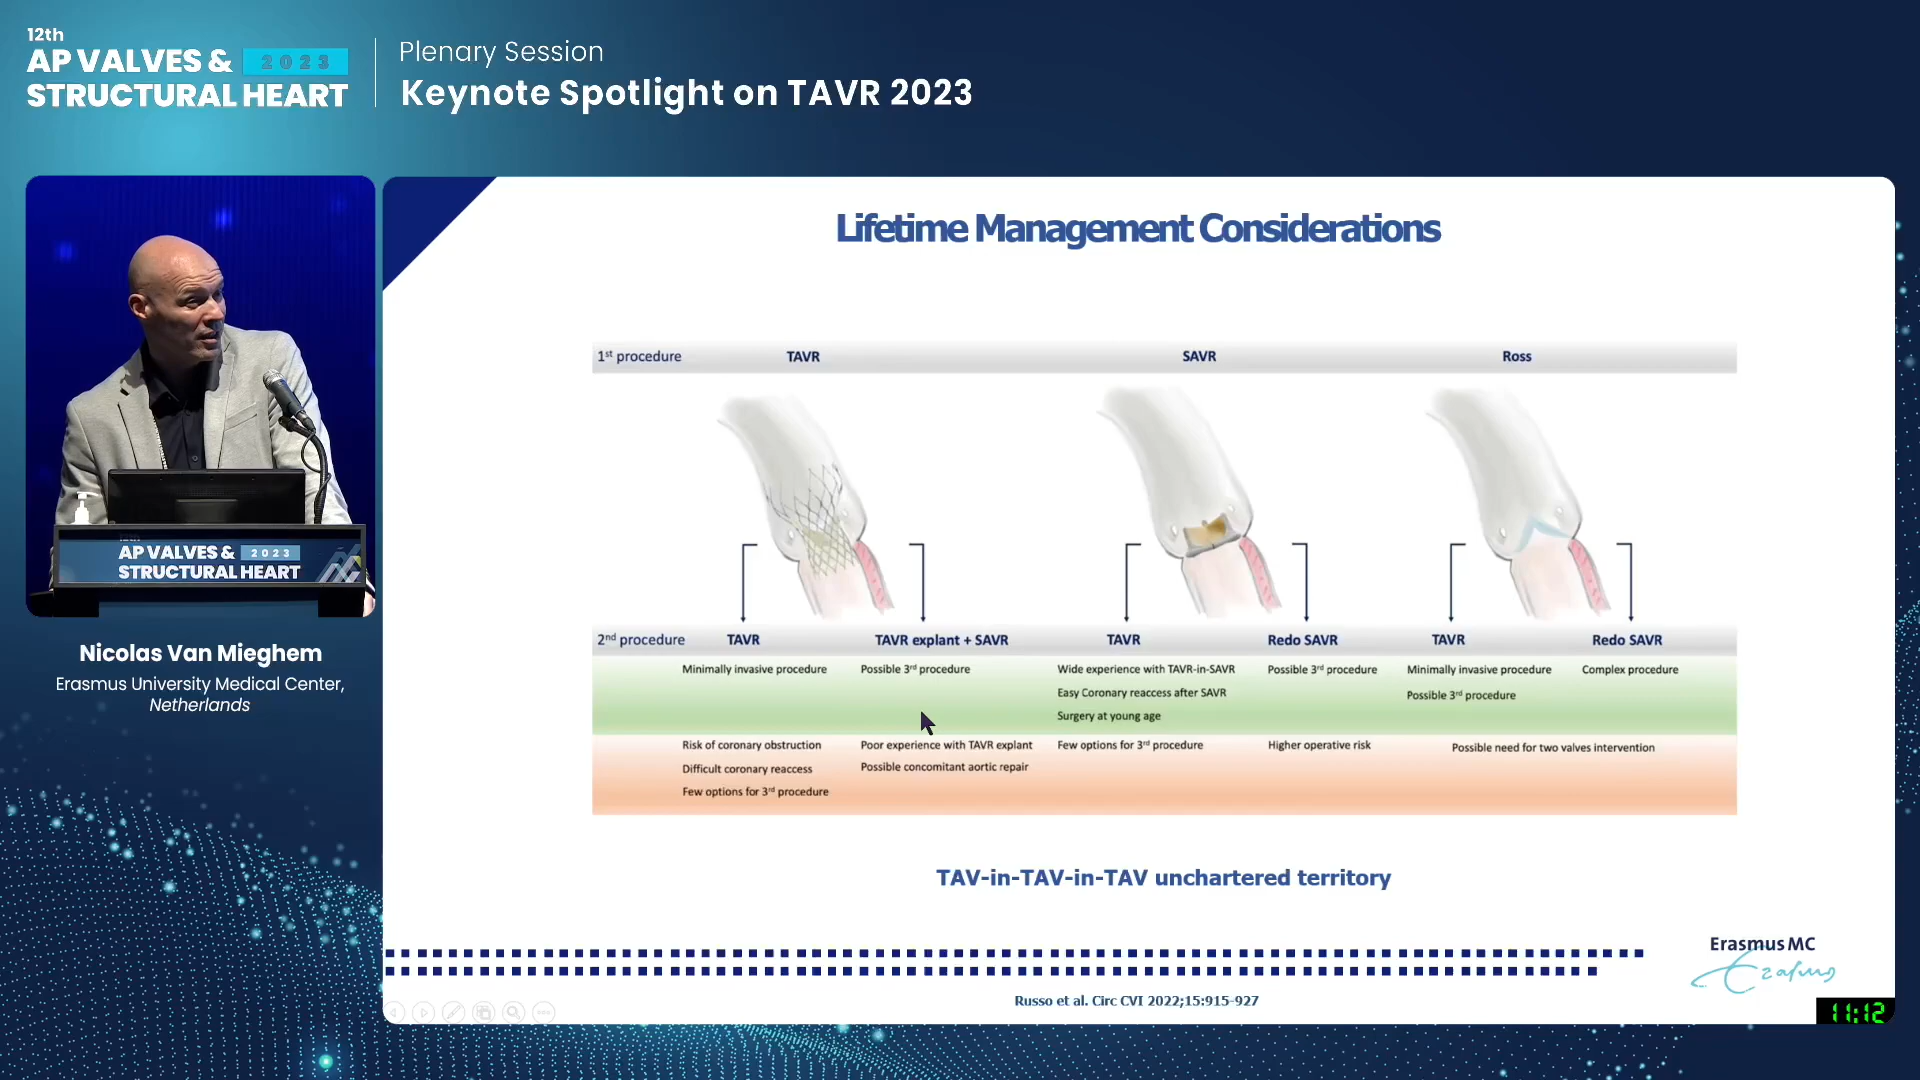 12th
AP VALVES & 2023
STRUCTURAL HEART
Plenary Session
Keynote Spotlight on TAVR 2023
12th
AP VALVES & 2023
STRUCTURAL HEART
Nicolas Van Mieghem
Erasmus University Medical Center,
Netherlands
Lifetime Management Considerations
1st procedure TAVR SAVR Ross
2nd procedure TAVR TAVR explant + SAVR TAVR Redo SAVR TAVR Redo SAVR
Minimally invasive procedure Possible 3rd procedure Wide experience with TAVR-in-SAVR Possible 3rd procedure Minimally invasive procedure Complex procedure
Easy Coronary reaccess after SAVR Possible 3rd procedure
Surgery at young age
Risk of coronary obstruction Poor experience with TAVR explant Few options for 3rd procedure Higher operative risk Possible need for two valves intervention
Difficult coronary reaccess Possible concomitant aortic repair
Few options for 3rd procedure
TAV-in-TAV-in-TAV unchartered territory
Erasmus MC
Erasmus
Russo et al. Circ CVI 2022;15:915-927
11:12